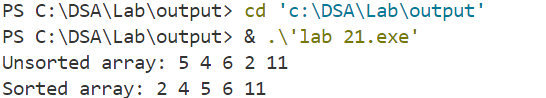 PS C:\DSA\Lab\output> cd 'c:\DSA\Lab\output'
PS C:\DSA\Lab\output> & .\'lab 21.exe'
Unsorted array: 5 4 6 2 11
Sorted array: 2 4 5 6 11